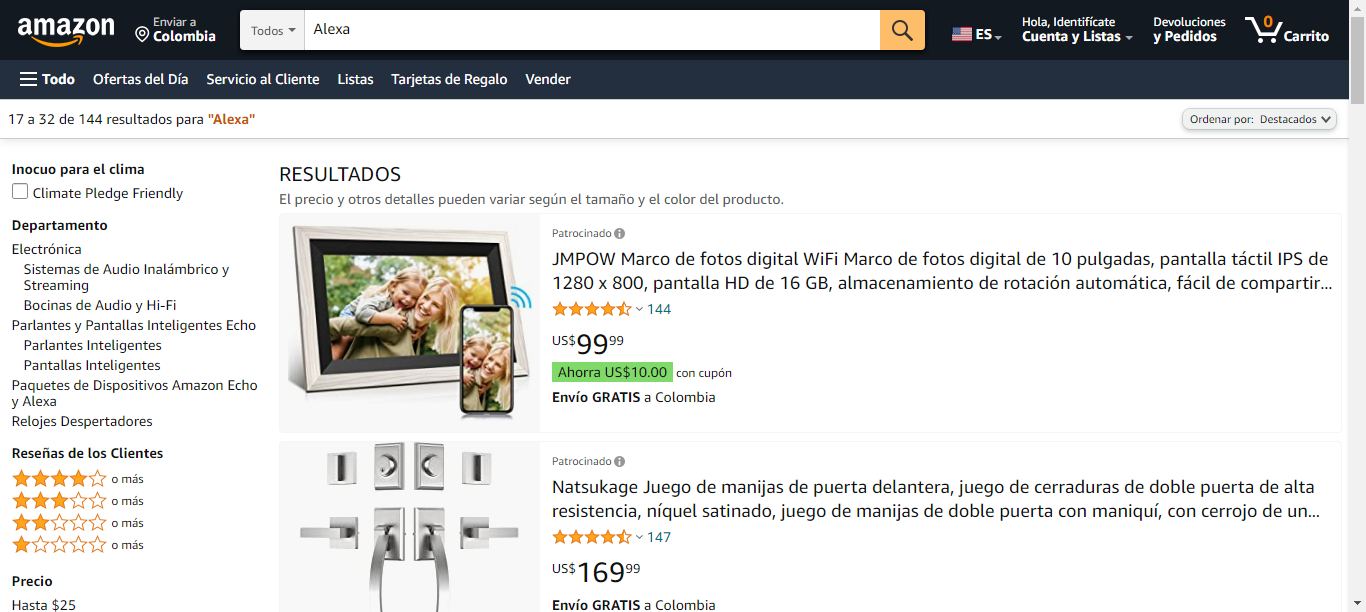 amazon
Enviar a
Colombia
Todos
Alexa
ES
Hola, Identifícate
Cuenta y Listas
Devoluciones
y Pedidos
0
Carrito
Todo
Ofertas del Día
Servicio al Cliente
Listas
Tarjetas de Regalo
Vender
17 a 32 de 144 resultados para "Alexa"
Ordenar por: Destacados
Inocuo para el clima
Climate Pledge Friendly
Departamento
Electrónica
Sistemas de Audio Inalámbrico y
Streaming
Bocinas de Audio y Hi-Fi
Parlantes y Pantallas Inteligentes Echo
Parlantes Inteligentes
Pantallas Inteligentes
Paquetes de Dispositivos Amazon Echo
y Alexa
Relojes Despertadores
Reseñas de los Clientes
o más
o más
o más
o más
Precio
Hasta $25
RESULTADOS
El precio y otros detalles pueden variar según el tamaño y el color del producto.
Patrocinado
JMPOW Marco de fotos digital WiFi Marco de fotos digital de 10 pulgadas, pantalla táctil IPS de
1280 x 800, pantalla HD de 16 GB, almacenamiento de rotación automática, fácil de compartir...
144
US$9999
Ahorra US$10.00 con cupón
Envío GRATIS a Colombia
Patrocinado
Natsukage Juego de manijas de puerta delantera, juego de cerraduras de doble puerta de alta
resistencia, níquel satinado, juego de manijas de doble puerta con maniquí, con cerrojo de un...
147
US$16999
Envío GRATIS a Colombia